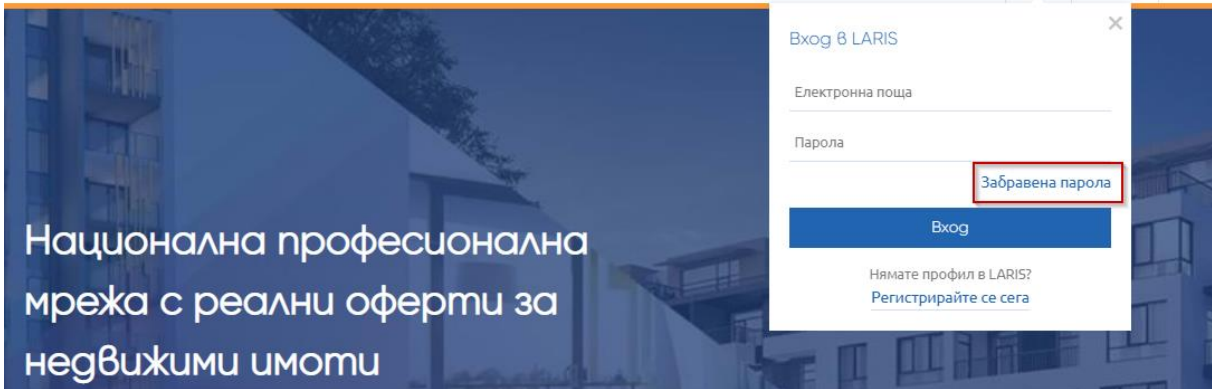 Национална професионална
мрежа с реални оферти за
недвижими имоти
Вход в LARIS
Електронна поща
Парола
Забравена парола
Вход
Нямате профил в LARIS?
Регистрирайте се сега